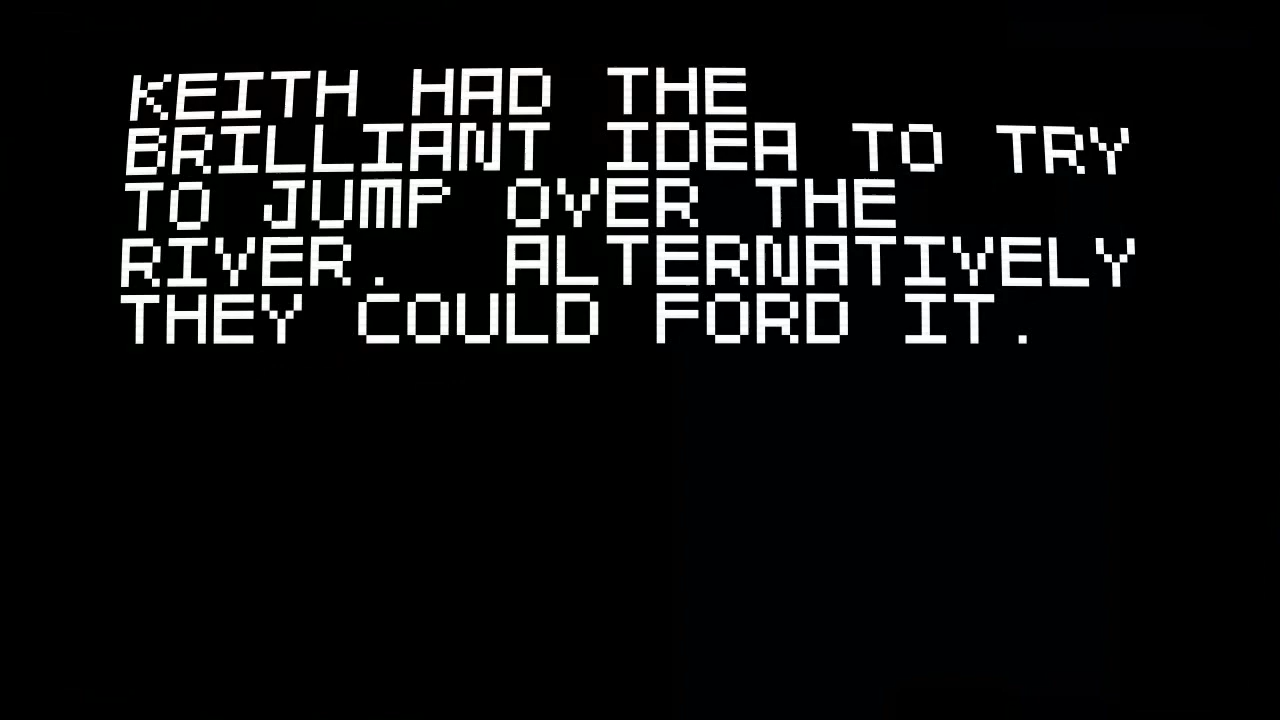 KEITH HAD THE
BRILLIANT IDEA TO TRY
TO JUMP OVER THE
RIVER.  ALTERNATIVELY
THEY COULD FORD IT.